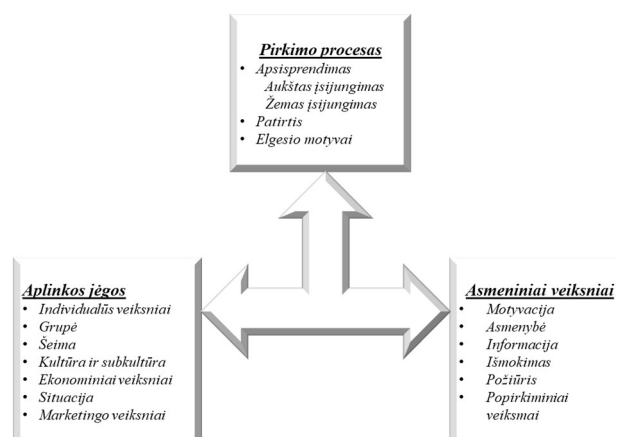 Pirkimo procesas
• Apsisprendimas
Aukštas įsijungimas
Žemas įsijungimas
• Patirtis
• Elgesio motyvai
Aplinkos jėgos
• Individualūs veiksniai
• Grupė
• Šeima
• Kultūra ir subkultūra
• Ekonominiai veiksniai
• Situacija
• Marketingo veiksniai
Asmeniniai veiksniai
• Motyvacija
• Asmenybė
• Informacija
• Išmokimas
• Požiūris
• Popirkiminiai
veiksmai